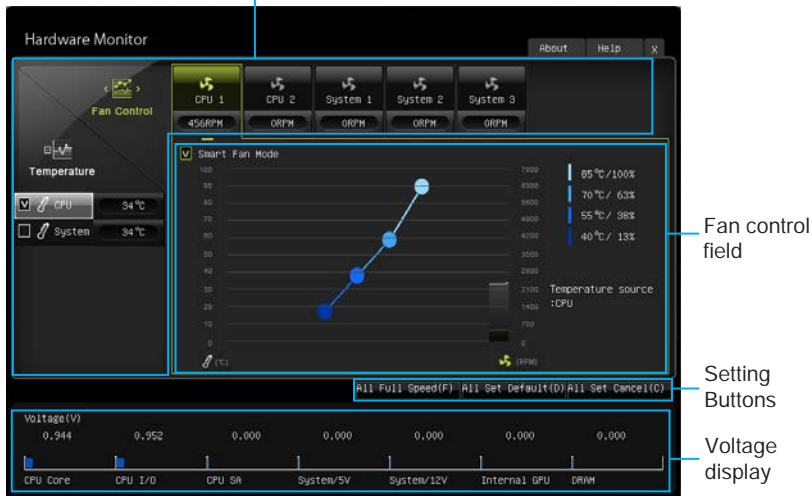 Hardware Monitor
About Help X
Fan Control
CPU 1 CPU 2 System 1 System 2 System 3
456RPM 0RPM 0RPM 0RPM 0RPM
Temperature
V CPU 34℃
System 34℃
V Smart Fan Mode
100 7000
90 6300
80 5600
70 4900
60 4200
50 3500
40 2800
30 2100
20 1400
10 700
0 0
(℃) (RPM)
85℃/100%
70℃/ 63%
55℃/ 38%
40℃/ 13%
Temperature source
:CPU
Fan control
field
All Full Speed(F) All Set Default(D) All Set Cancel(C)
Setting
Buttons
Voltage(V)
0.944 0.952 0.000 0.000 0.000 0.000 0.000
CPU Core CPU I/O CPU SA System/5V System/12V Internal GPU DRAM
Voltage
display